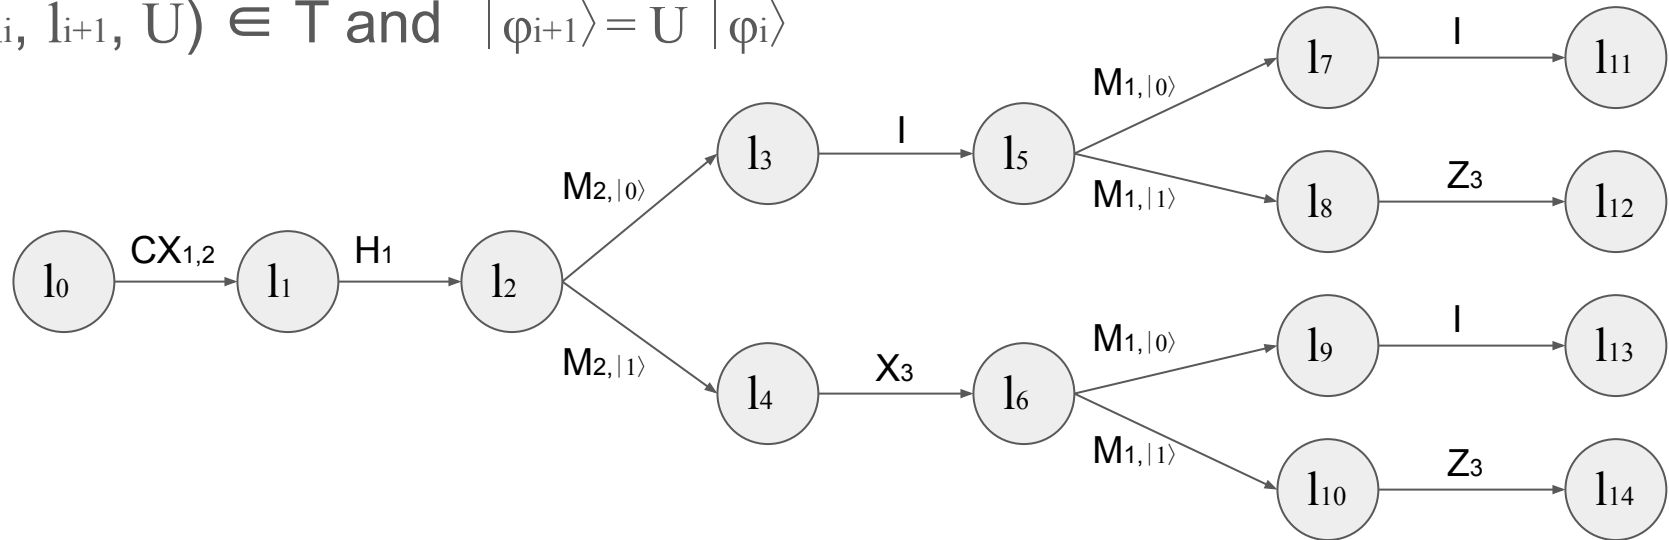 i, li+1, U) ∈ T and |φi+1⟩ = U |φi⟩
l0
CX1,2
l1
H1
l2
M2,|0⟩
M2,|1⟩
l3
I
l5
l4
X3
l6
M1,|0⟩
M1,|1⟩
l7
I
l11
l8
Z3
l12
M1,|0⟩
M1,|1⟩
l9
I
l13
l10
Z3
l14